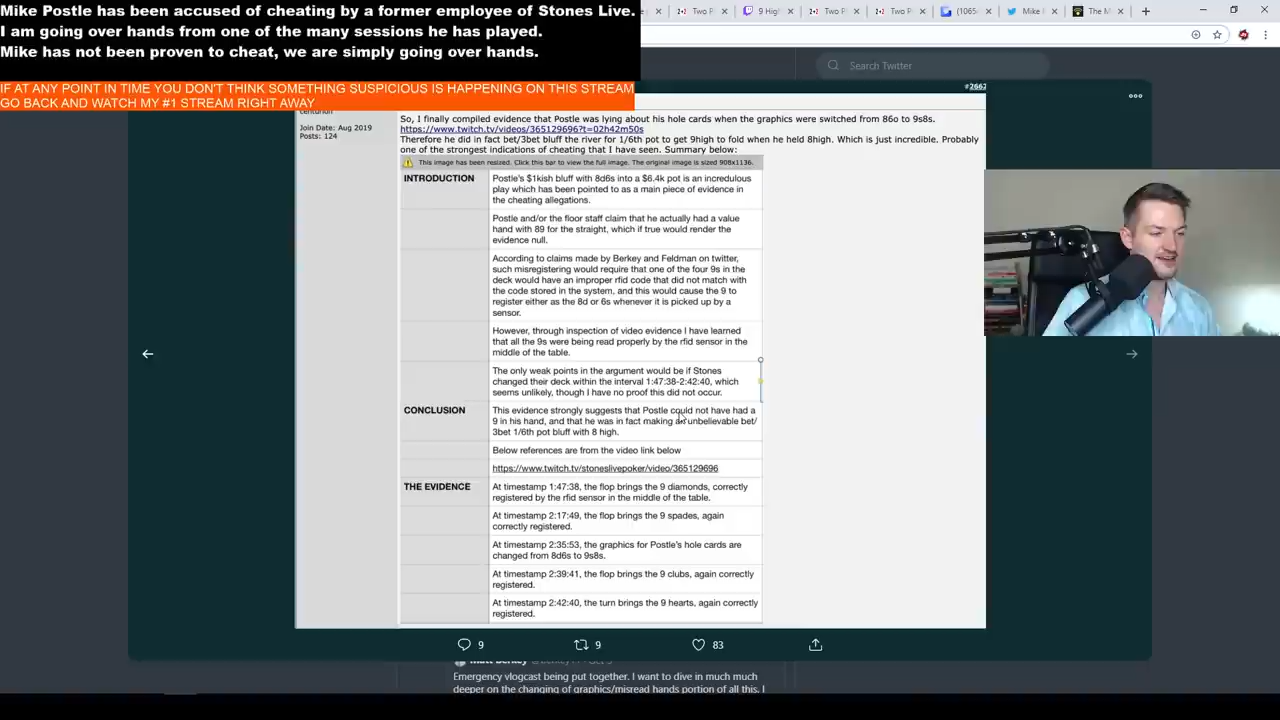 Mike Postle has been accused of cheating by a former employee of Stones Live.
I am going over hands from one of the many sessions he has played.
Mike has not been proven to cheat, we are simply going over hands.
IF AT ANY POINT IN TIME YOU DON'T THINK SOMETHING SUSPICIOUS IS HAPPENING ON THIS STREAM
GO BACK AND WATCH MY #1 STREAM RIGHT AWAY
Two P
Two P
Two P
Two P
(1065
Mike
The M
Search Twitter
#2662
centurion
Join Date: Aug 2019
Posts: 124
So, I finally compiled evidence that Postle was lying about his hole cards when the graphics were switched from 86o to 9s8s.
https://www.twitch.tv/videos/365129696?t=02h42m50s
Therefore he did in fact bet/3bet bluff the river for 1/6th pot to get 9high to fold when he held 8high. Which is just incredible. Probably
one of the strongest indications of cheating that I have seen. Summary below:
This image has been resized. Click this bar to view the full image. The original image is sized 908x1136.
INTRODUCTION
Postle's $1kish bluff with 8d6s into a $6.4k pot is an incredulous
play which has been pointed to as a main piece of evidence in
the cheating allegations.
Postle and/or the floor staff claim that he actually had a value
hand with 89 for the straight, which if true would render the
evidence null.
According to claims made by Berkey and Feldman on twitter,
such misregistering would require that one of the four 9s in the
deck would have an improper rfid code that did not match with
the code stored in the system, and this would cause the 9 to
register either as the 8d or 6s whenever it is picked up by a
sensor.
However, through inspection of video evidence I have learned
that all the 9s were being read properly by the rfid sensor in the
middle of the table.
The only weak points in the argument would be if Stones
changed their deck within the interval 1:47:38-2:42:40, which
seems unlikely, though I have no proof this did not occur.
CONCLUSION
This evidence strongly suggests that Postle could not have had a
9 in his hand, and that he was in fact making an unbelievable bet/
3bet 1/6th pot bluff with 8 high.
Below references are from the video link below
https://www.twitch.tv/stoneslivepoker/video/365129696
THE EVIDENCE
At timestamp 1:47:38, the flop brings the 9 diamonds, correctly
registered by the rfid sensor in the middle of the table.
At timestamp 2:17:49, the flop brings the 9 spades, again
correctly registered.
At timestamp 2:35:53, the graphics for Postle's hole cards are
changed from 8d6s to 9s8s.
At timestamp 2:39:41, the flop brings the 9 clubs, again correctly
registered.
At timestamp 2:42:40, the turn brings the 9 hearts, again correctly
registered.
9
9
83
Matt Berkey
Emergency vlogcast being put together. I want to dive in much much
deeper on the changing of graphics/misread hands portion of all this. I